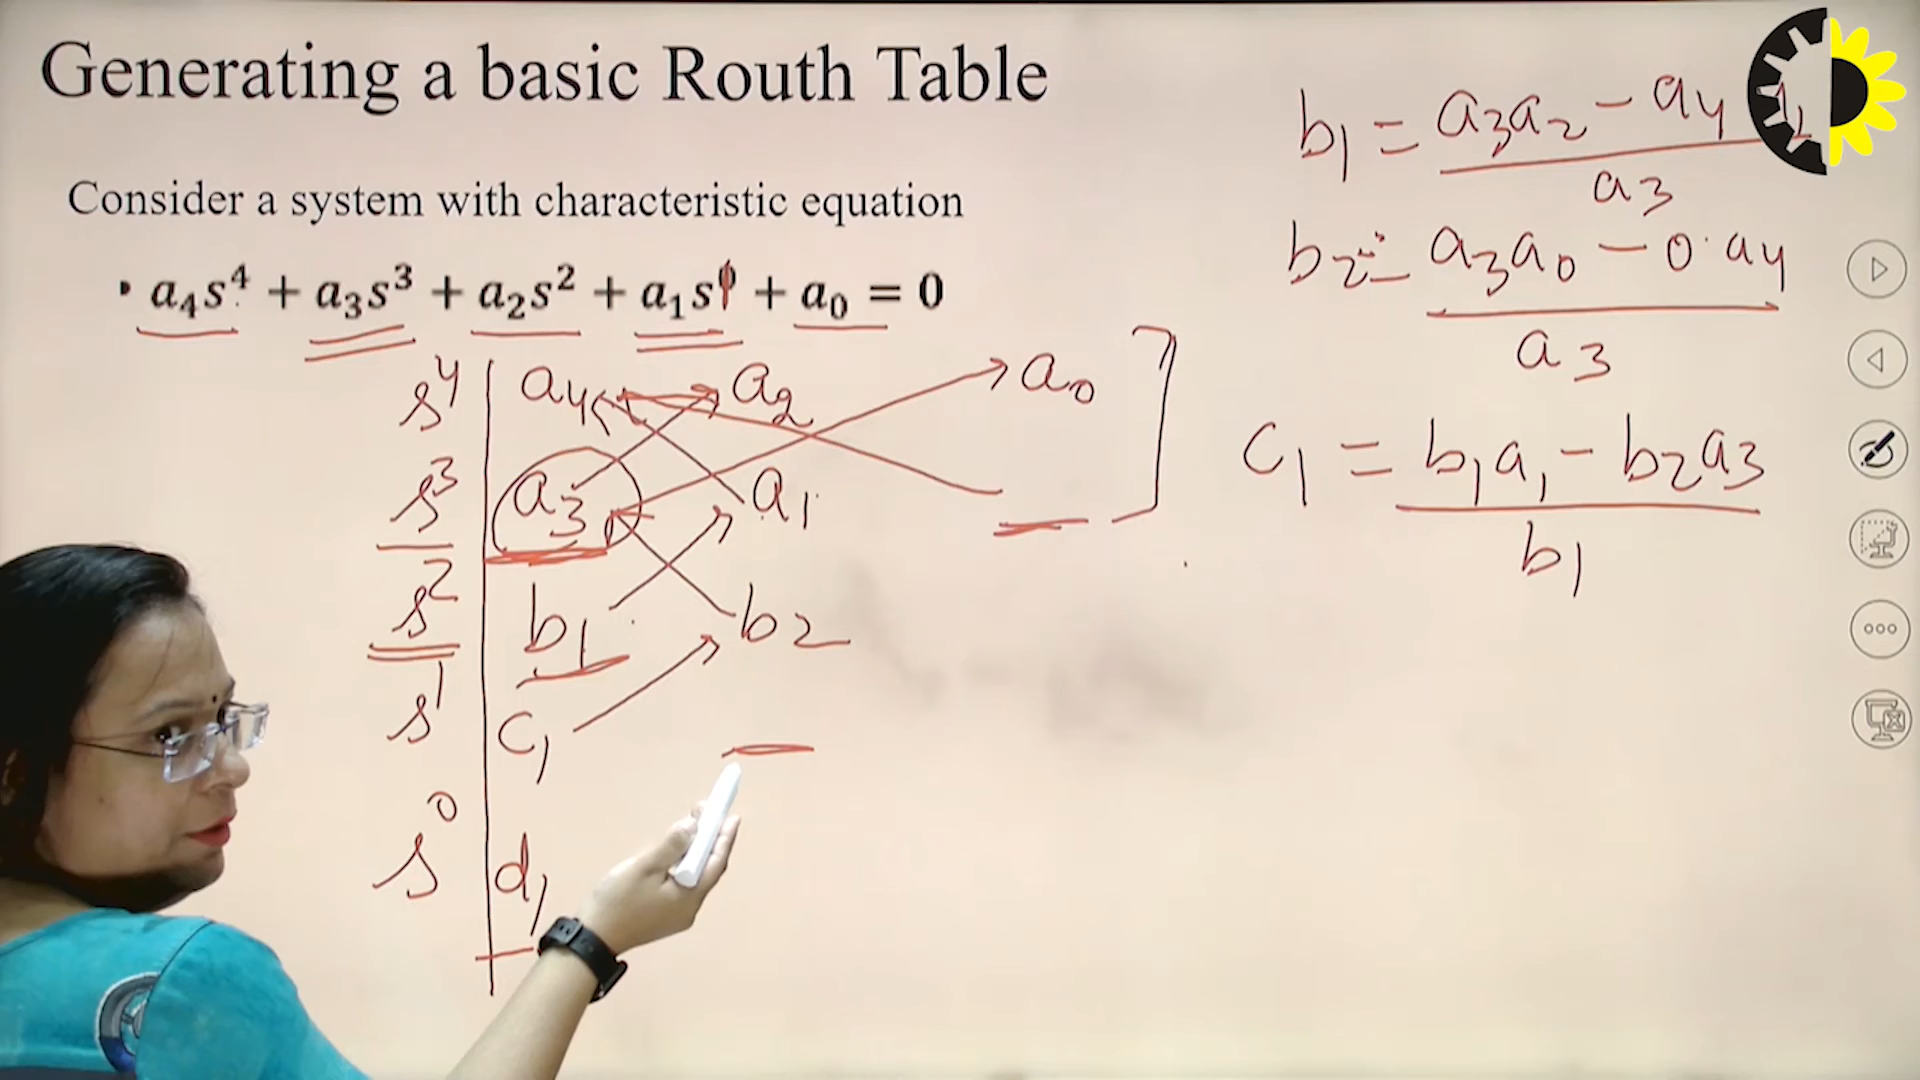 Generating a basic Routh Table
Consider a system with characteristic equation
• a₄s⁴ + a₃s³ + a₂s² + a₁s¹ + a₀ = 0
s⁴ | a₄ a₂ a₀
s³ | a₃ a₁
s² | b₁ b₂
s¹ | c₁
s⁰ | d₁
b₁ = a₃a₂ - a₄
a₃
b₂ = a₃a₀ - 0·a₄
a₃
c₁ = b₁a₁ - b₂a₃
b₁